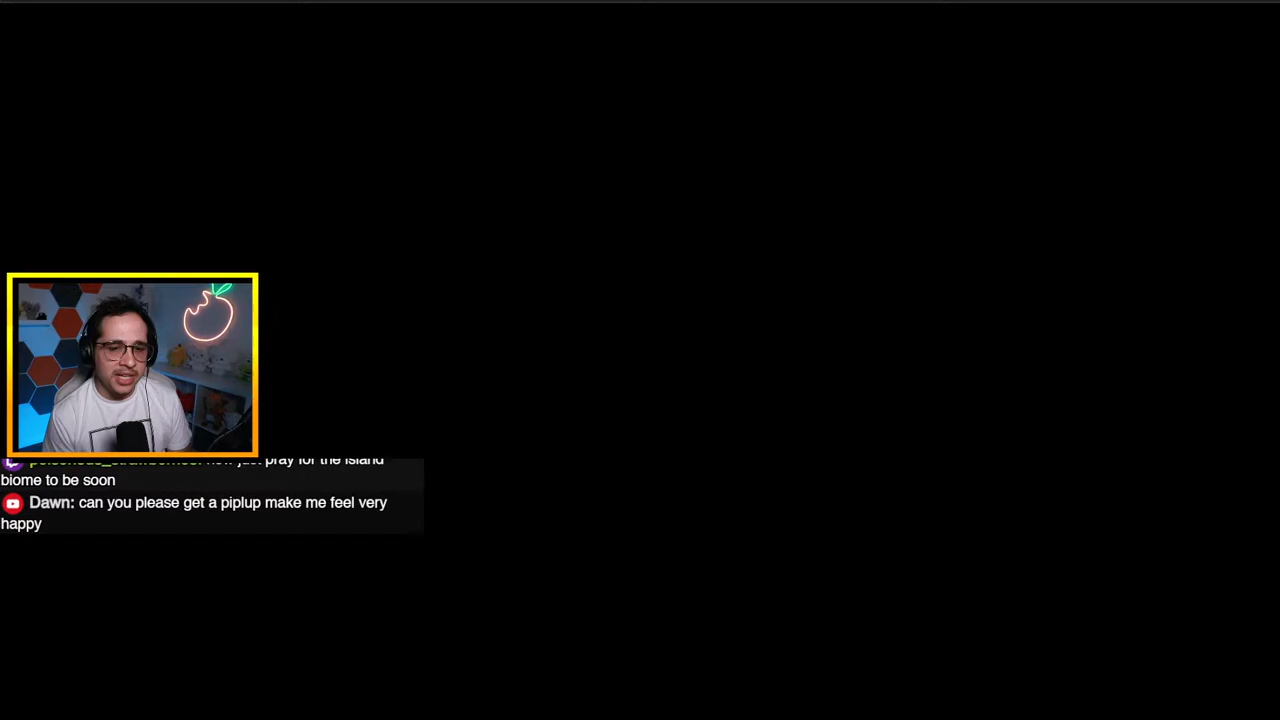 just pray for the island
biome to be soon
Dawn: can you please get a piplup make me feel very
happy